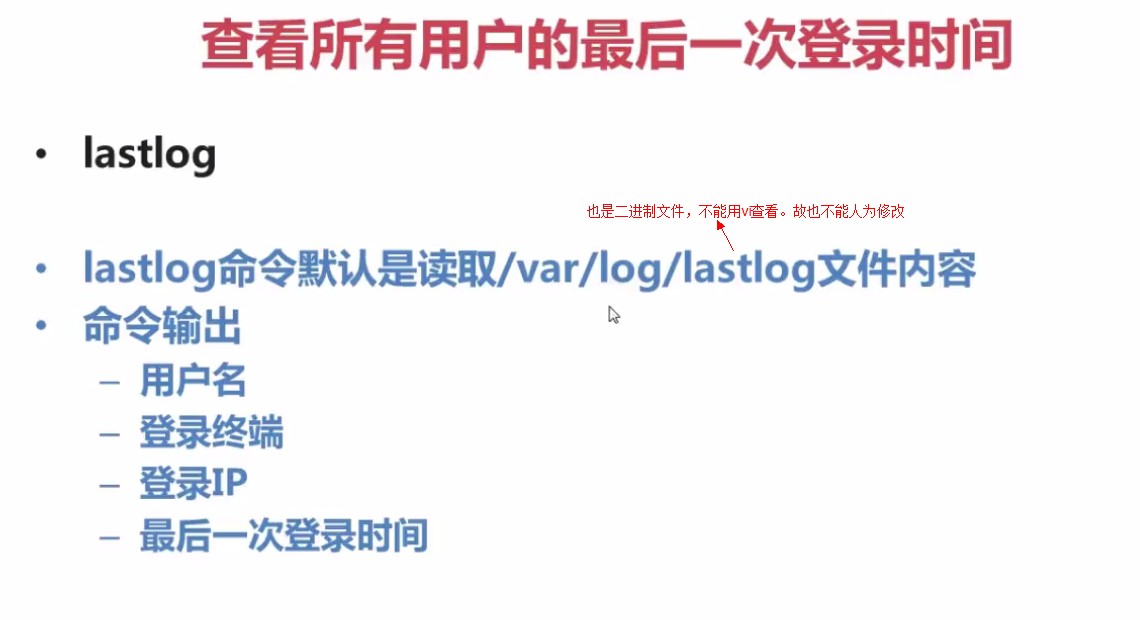 查看所有用户的最后一次登录时间
• lastlog
也是二进制文件，不能用vi查看。故也不能人为修改
• lastlog命令默认是读取/var/log/lastlog文件内容
• 命令输出
– 用户名
– 登录终端
– 登录IP
– 最后一次登录时间